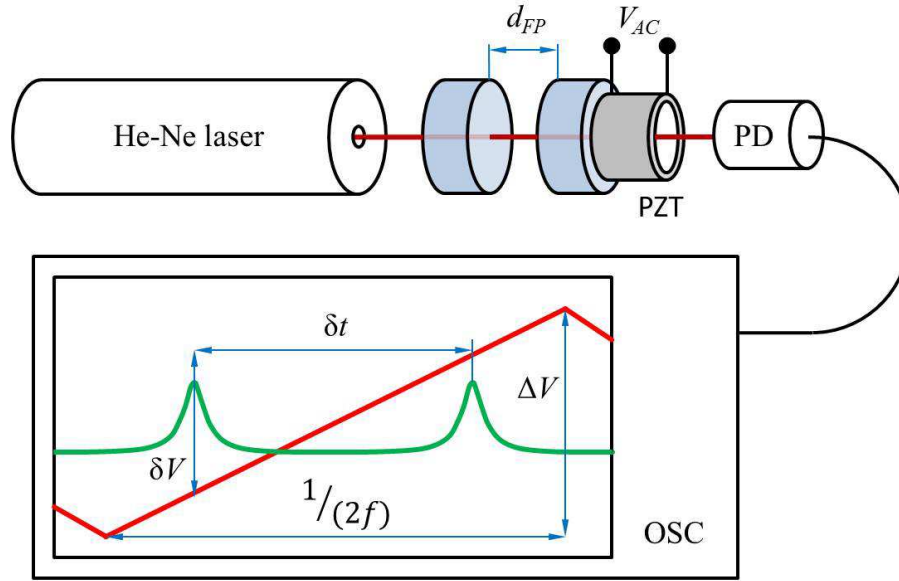 d_FP
V_AC
He-Ne laser
PD
PZT
δt
ΔV
δV
1/(2f)
OSC